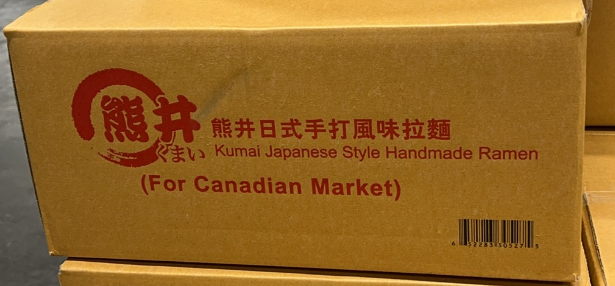 熊井
ぐまい
熊井日式手打風味拉麵
Kumai Japanese Style Handmade Ramen
(For Canadian Market)